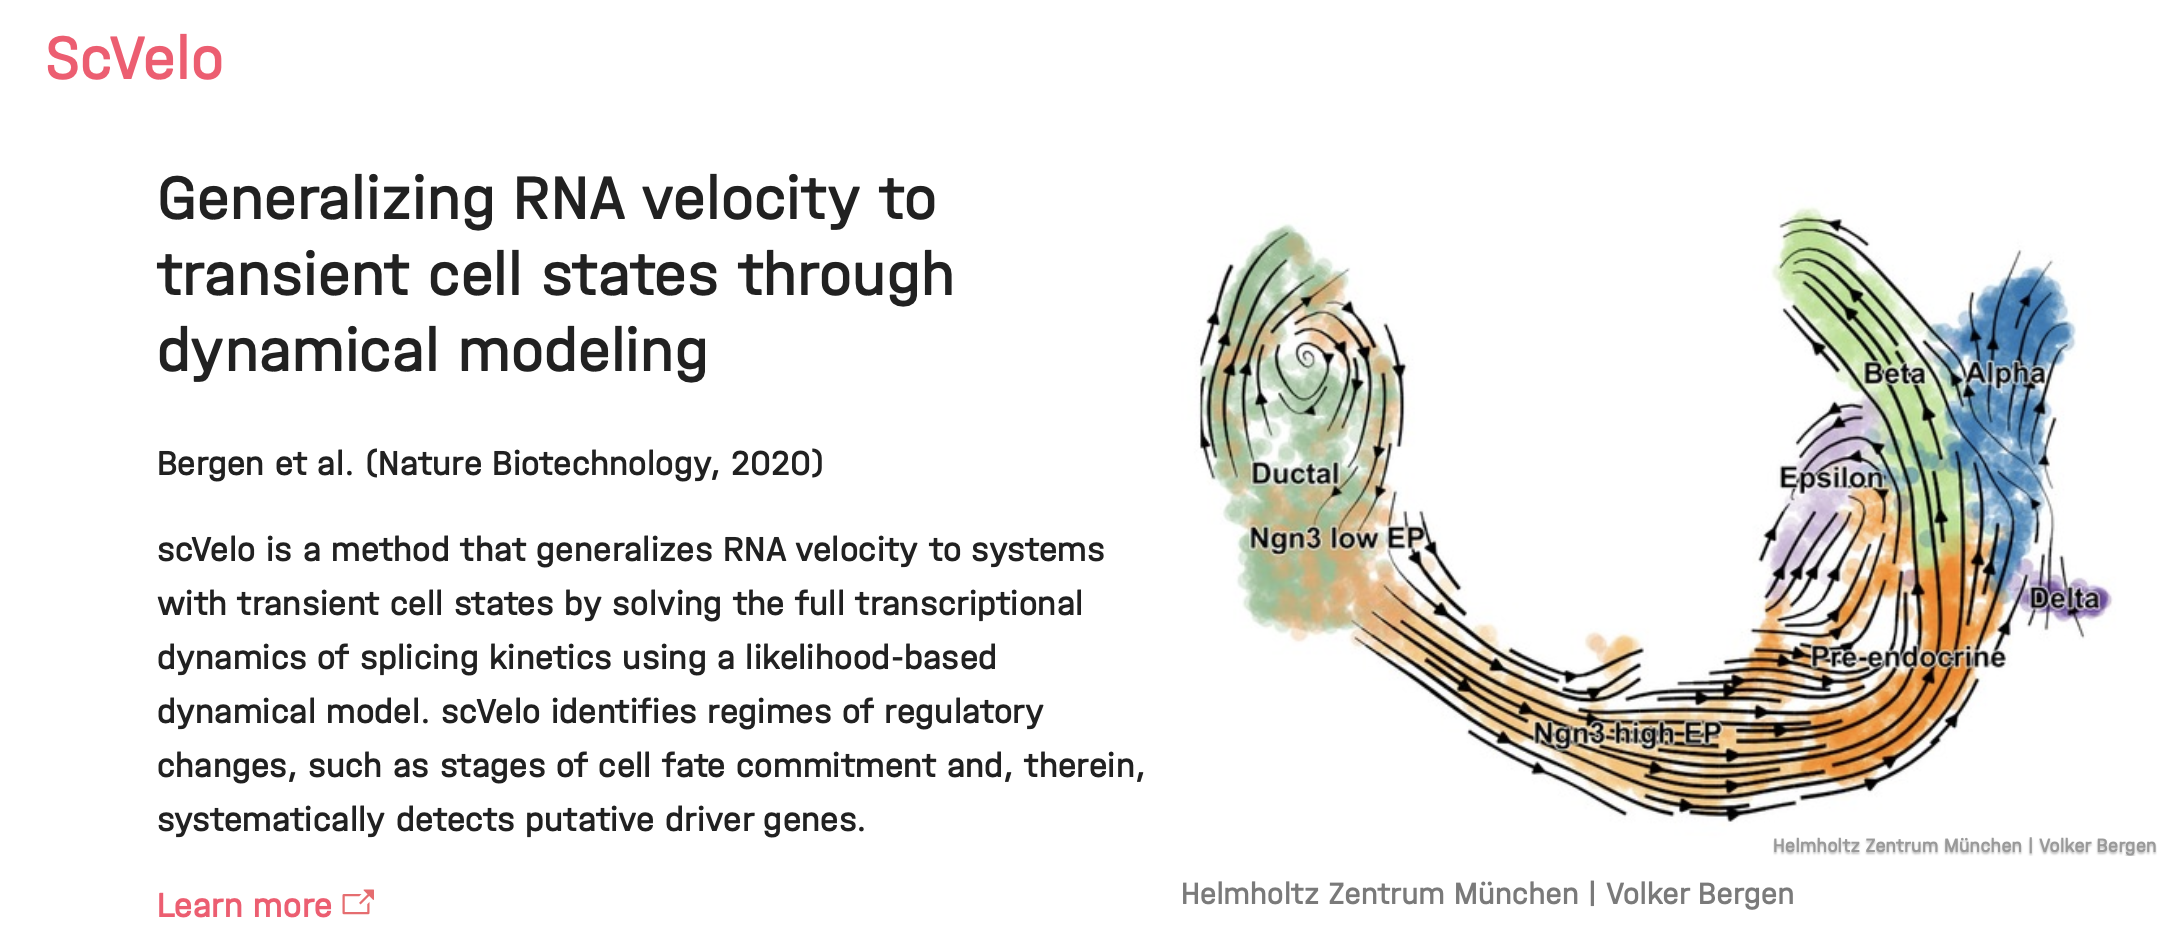 ScVelo
Generalizing RNA velocity to
transient cell states through
dynamical modeling
Bergen et al. (Nature Biotechnology, 2020)
scVelo is a method that generalizes RNA velocity to systems
with transient cell states by solving the full transcriptional
dynamics of splicing kinetics using a likelihood-based
dynamical model. scVelo identifies regimes of regulatory
changes, such as stages of cell fate commitment and, therein,
systematically detects putative driver genes.
Learn more
Beta
Alpha
Ductal
Epsilon
Ngn3 low EP
Delta
Pre-endocrine
Ngn3 high EP
Helmholtz Zentrum München | Volker Bergen
Helmholtz Zentrum München | Volker Bergen